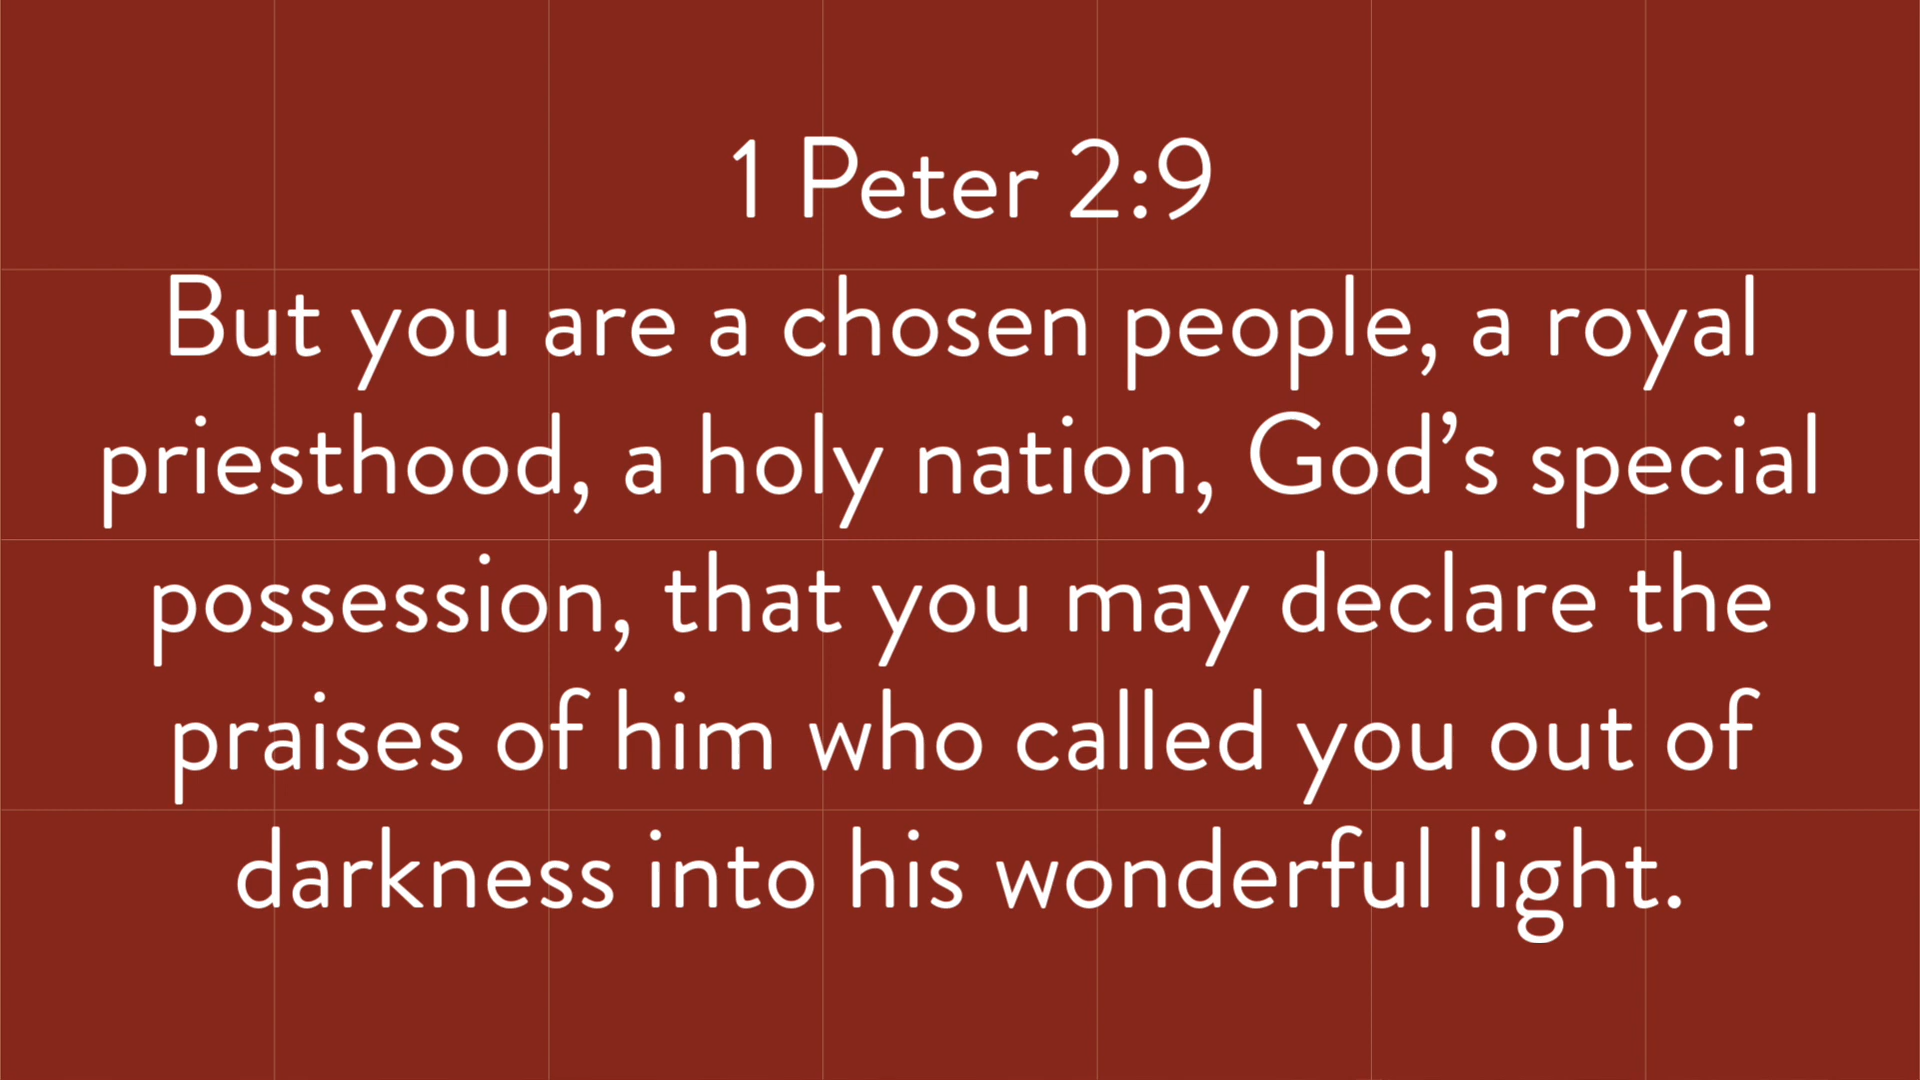 1 Peter 2:9
But you are a chosen people, a royal
priesthood, a holy nation, God’s special
possession, that you may declare the
praises of him who called you out of
darkness into his wonderful light.